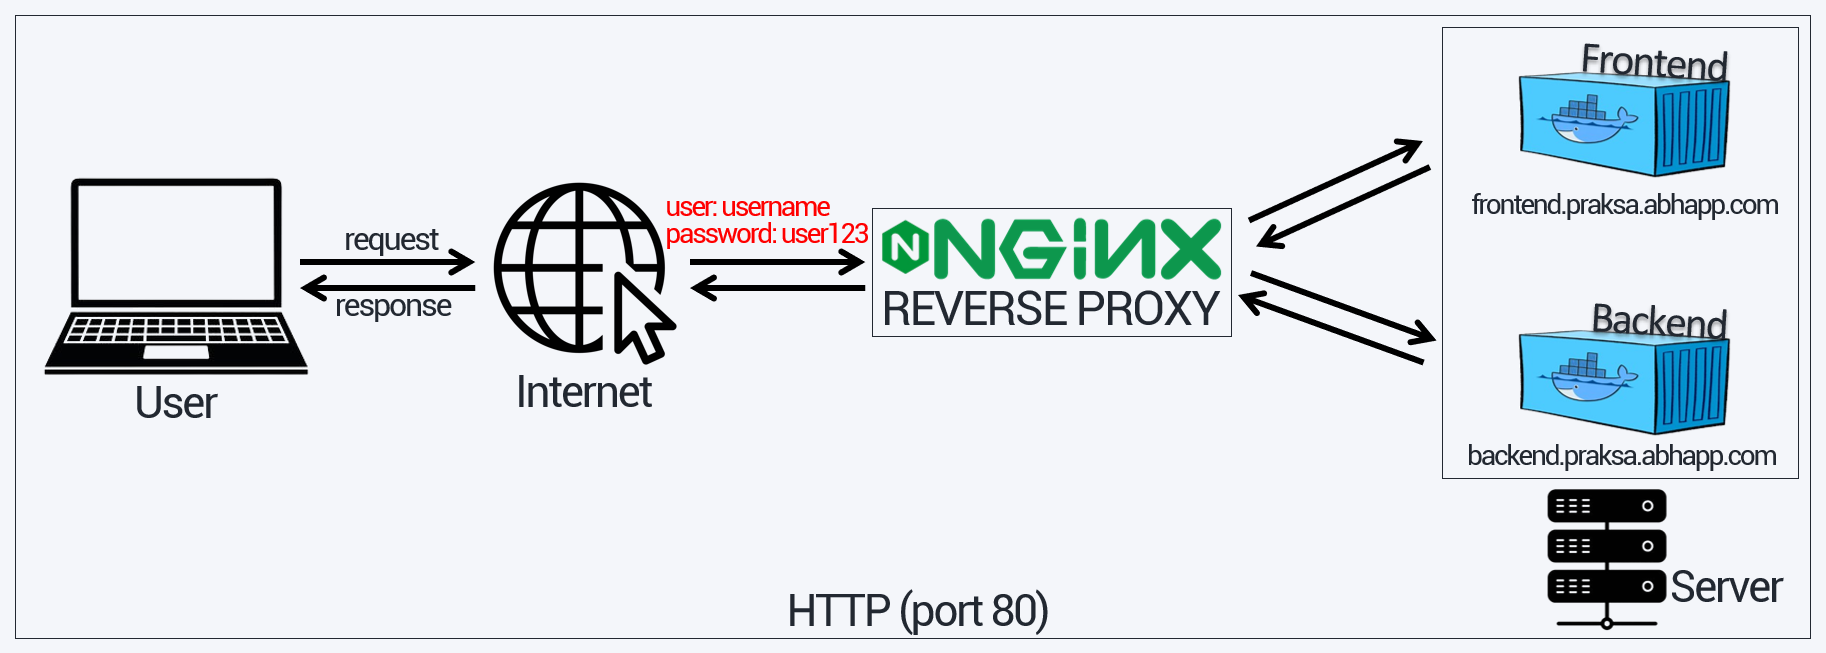 Frontend
frontend.praksa.abhapp.com
user: username
password: user123
request
response
NGINX
REVERSE PROXY
User
Internet
Backend
backend.praksa.abhapp.com
Server
HTTP (port 80)